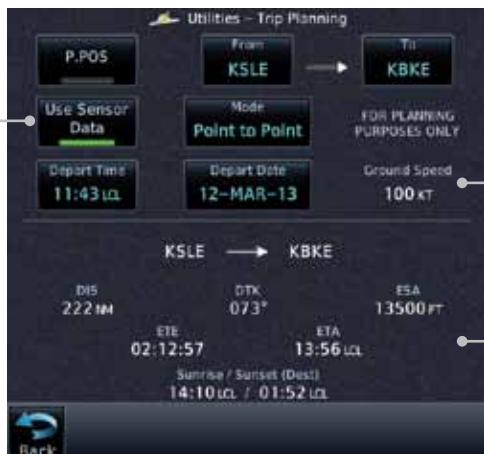 Utilities – Trip Planning
P.POS
From
KSLE
To
KBKE
Use Sensor
Data
Mode
Point to Point
FOR PLANNING
PURPOSES ONLY
Depart Time
11:43 LCL
Depart Date
12–MAR–13
Ground Speed
100 KT
KSLE
KBKE
DIS
222 NM
DTK
073°
ESA
13500 FT
ETE
02:12:57
ETA
13:56 LCL
Sunrise / Sunset (Dest)
14:10 LCL / 01:52 LCL
Back